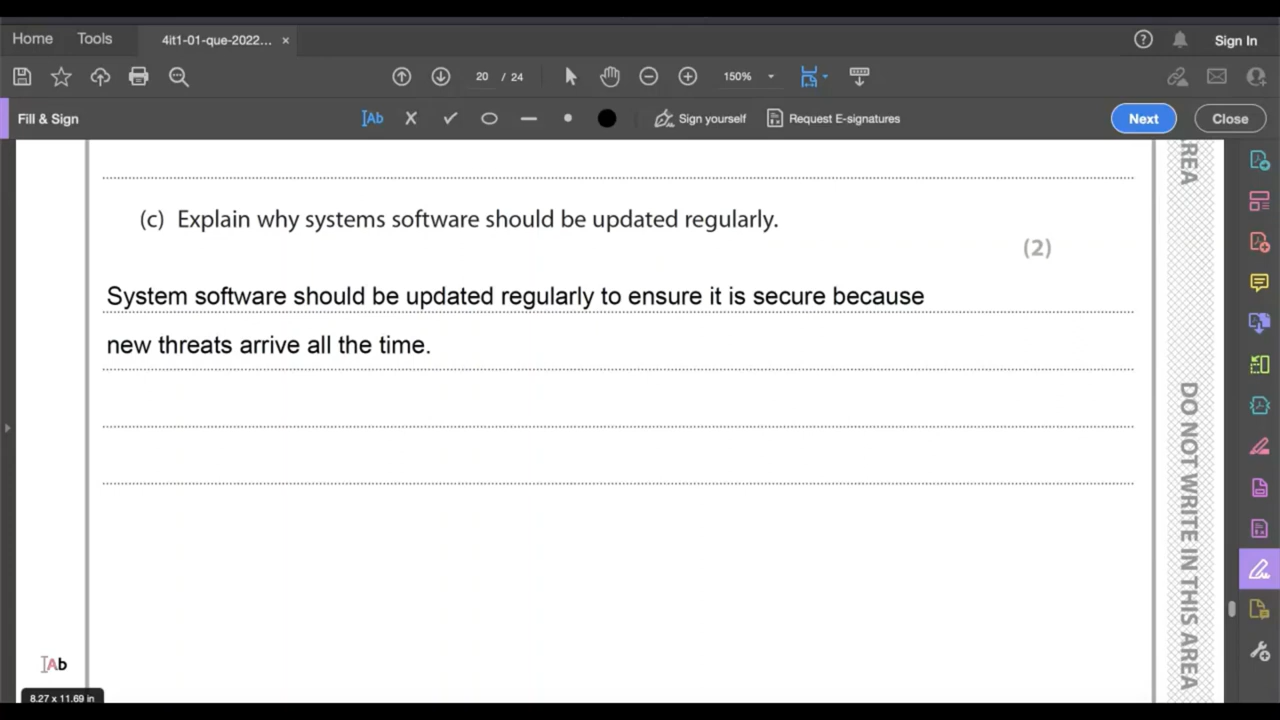 Home Tools 4it1-01-que-2022... × Sign In
20 / 24 150%
Fill & Sign Ab Sign yourself Request E-signatures Next Close
AREA
(c) Explain why systems software should be updated regularly.
(2)
System software should be updated regularly to ensure it is secure because
new threats arrive all the time.
DO NOT WRITE IN THIS AREA
Ab
8.27 x 11.69 in